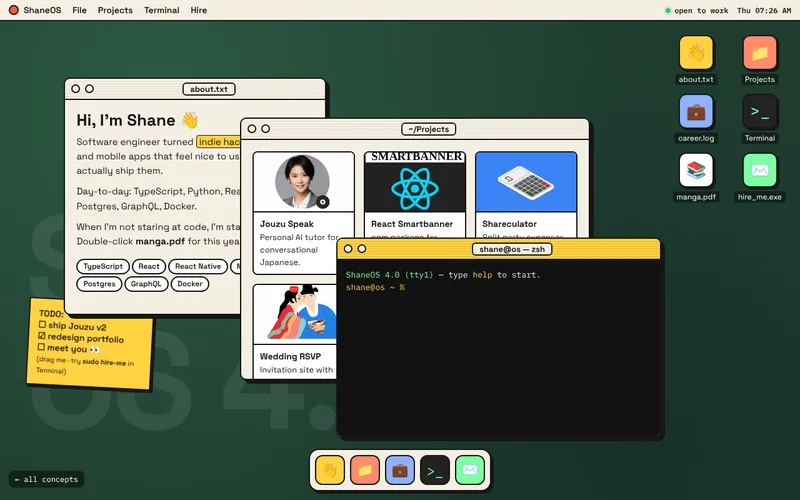 ShaneOS File Projects Terminal Hire
open to work Thu 07:26 AM
about.txt
Hi, I'm Shane 👋
Software engineer turned indie hac
and mobile apps that feel nice to us
actually ship them.
Day-to-day: TypeScript, Python, Rea
Postgres, GraphQL, Docker.
When I'm not staring at code, I'm sta
Double-click manga.pdf for this yea
TypeScript React React Native
Postgres GraphQL Docker
TODO:
☐ ship Jouzu v2
☑ redesign portfolio
☐ meet you 👀
(drag me · try sudo hire-me in
Terminal)
~/Projects
Jouzu Speak
Personal AI tutor for
conversational
Japanese.
SMARTBANNER
React Smartbanner
Shareculator
Wedding RSVP
Invitation site with
shane@os — zsh
ShaneOS 4.0 (tty1) — type help to start.
shane@os ~ %
about.txt
Projects
career.log
>_
Terminal
manga.pdf
hire_me.exe
OS 4.
← all concepts
>_